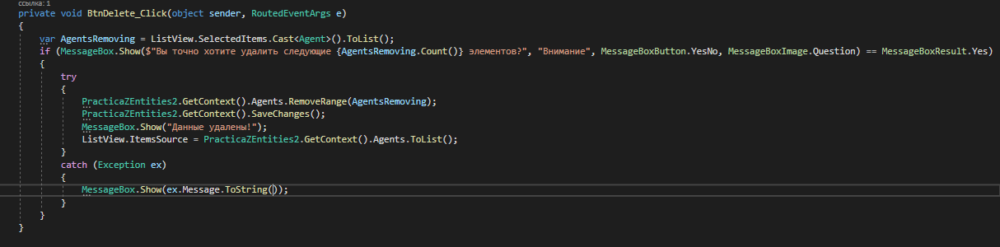 ссылка: 1
private void BtnDelete_Click(object sender, RoutedEventArgs e)
{
var AgentsRemoving = ListView.SelectedItems.Cast<Agent>().ToList();
if (MessageBox.Show($"Вы точно хотите удалить следующие {AgentsRemoving.Count()} элементов?", "Внимание", MessageBoxButton.YesNo, MessageBoxImage.Question) == MessageBoxResult.Yes)
{
try
{
PracticaZEntities2.GetContext().Agents.RemoveRange(AgentsRemoving);
PracticaZEntities2.GetContext().SaveChanges();
MessageBox.Show("Данные удалены!");
ListView.ItemsSource = PracticaZEntities2.GetContext().Agents.ToList();
}
catch (Exception ex)
{
MessageBox.Show(ex.Message.ToString());
}
}
}